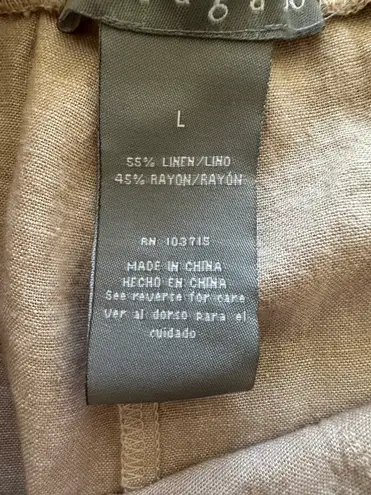 L
55% LINEN/LINO
45% RAYON/RAYÓN
RN 103715
MADE IN CHINA
HECHO EN CHINA
See reverse for care
Ver al dorso para el
cuidado